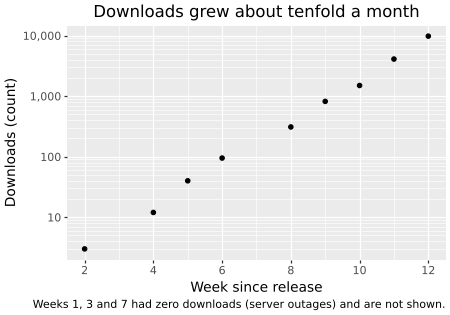 Downloads grew about tenfold a month
Downloads (count)
10,000
1,000
100
10
2 4 6 8 10 12
Week since release
Weeks 1, 3 and 7 had zero downloads (server outages) and are not shown.